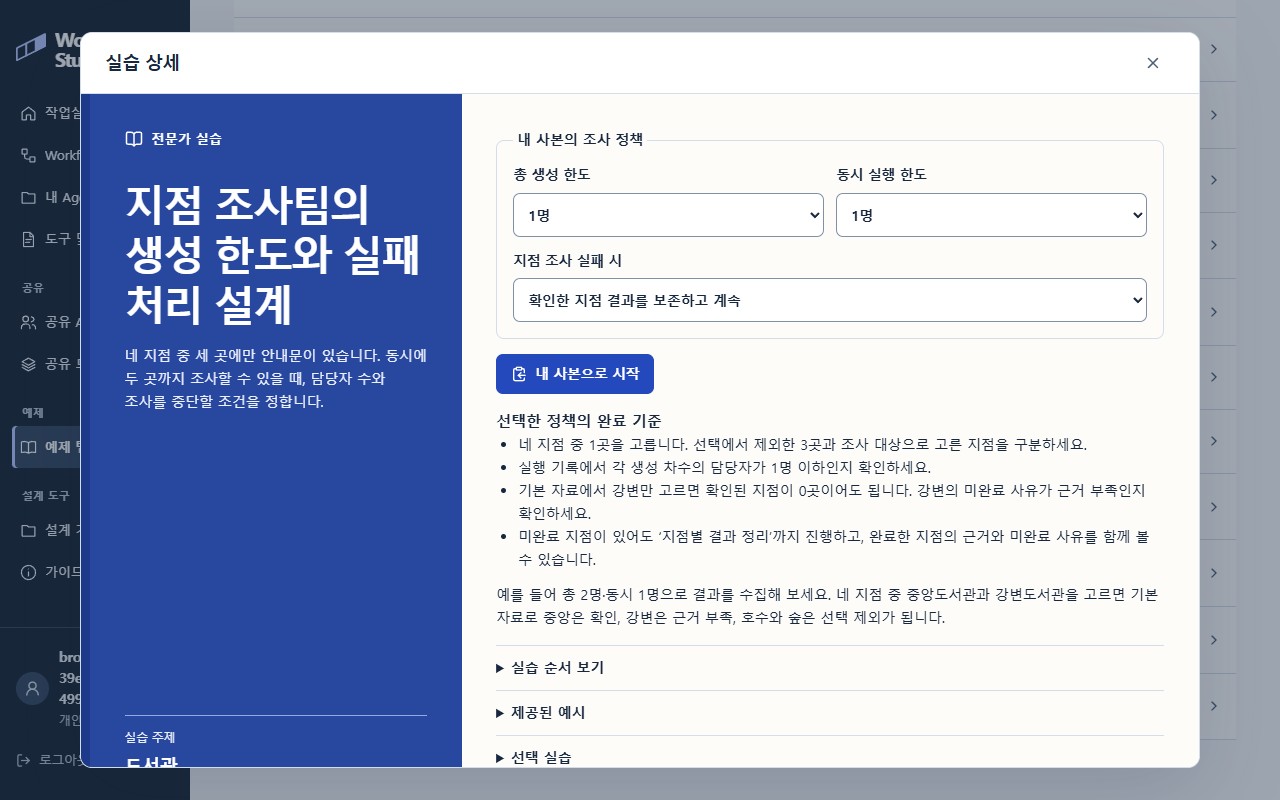 실습 상세
작업
Workf
내 Ag
도구 및
공유
공유 A
공유
예제
예제
설계 도구
설계
가이드
bro
39e
499
개인
로그아웃
전문가 실습
지점 조사팀의
생성 한도와 실패
처리 설계
네 지점 중 세 곳에만 안내문이 있습니다. 동시에
두 곳까지 조사할 수 있을 때, 담당자 수와
조사를 중단할 조건을 정합니다.
실습 주제
도서관
내 사본의 조사 정책
총 생성 한도
동시 실행 한도
1명
1명
지점 조사 실패 시
확인한 지점 결과를 보존하고 계속
내 사본으로 시작
선택한 정책의 완료 기준
네 지점 중 1곳을 고릅니다. 선택에서 제외한 3곳과 조사 대상으로 고른 지점을 구분하세요.
실행 기록에서 각 생성 차수의 담당자가 1명 이하인지 확인하세요.
기본 자료에서 강변만 고르면 확인된 지점이 0곳이어도 됩니다. 강변의 미완료 사유가 근거 부족인지
확인하세요.
미완료 지점이 있어도 ‘지점별 결과 정리’까지 진행하고, 완료한 지점의 근거와 미완료 사유를 함께 볼
수 있습니다.
예를 들어 총 2명·동시 1명으로 결과를 수집해 보세요. 네 지점 중 중앙도서관과 강변도서관을 고르면 기본
자료로 중앙은 확인, 강변은 근거 부족, 호수와 숲은 선택 제외가 됩니다.
실습 순서 보기
제공된 예시
선택 실습